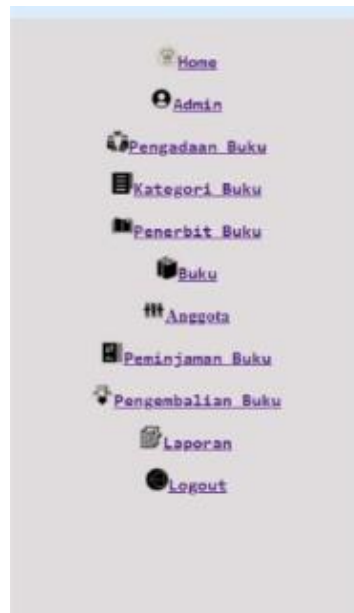 Home
Admin
Pengadaan Buku
Kategori Buku
Penerbit Buku
Buku
Anggota
Peminjaman Buku
Pengembalian Buku
Laporan
Logout